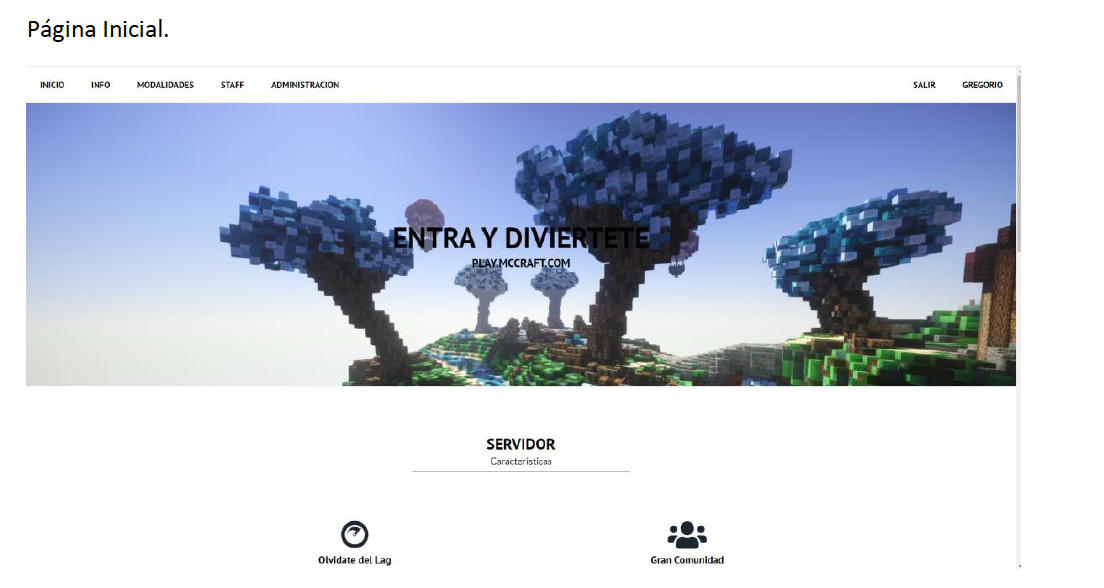 Página Inicial.
INICIO INFO MODALIDADES STAFF ADMINISTRACION SALIR GREGORIO
ENTRA Y DIVIERTETE
PLAY.MCCRAFT.COM
SERVIDOR
Caracteristicas
Olvidate del Lag Gran Comunidad